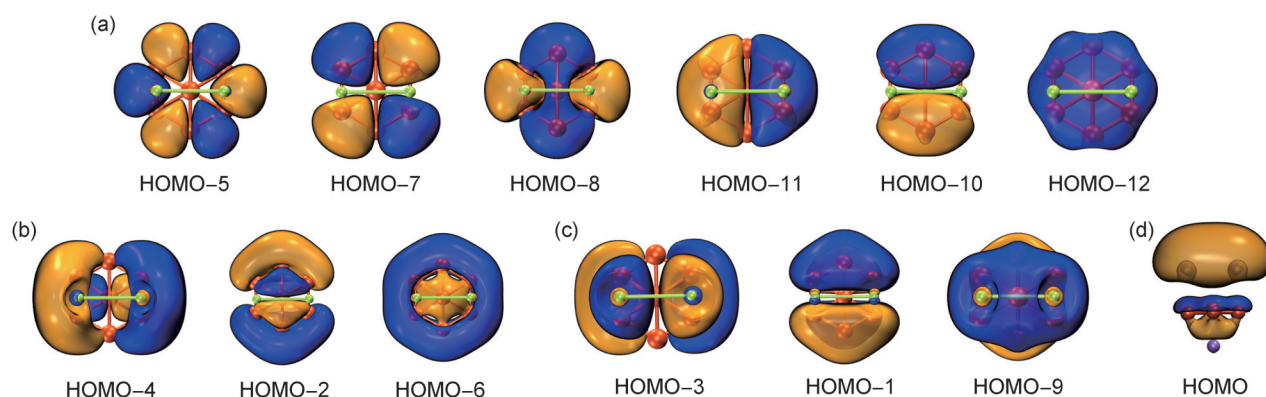 (a)
HOMO−5 HOMO−7 HOMO−8 HOMO−11 HOMO−10 HOMO−12
(b) (c) (d)
HOMO−4 HOMO−2 HOMO−6 HOMO−3 HOMO−1 HOMO−9 HOMO